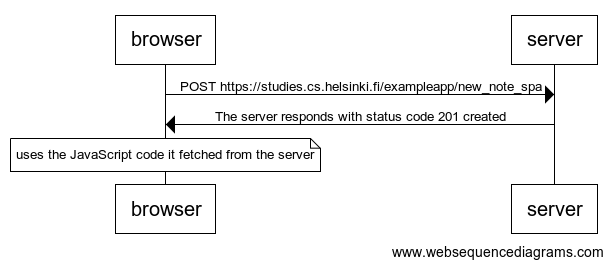 browser
server
POST https://studies.cs.helsinki.fi/exampleapp/new_note_spa
The server responds with status code 201 created
uses the JavaScript code it fetched from the server
browser
server
www.websequencediagrams.com